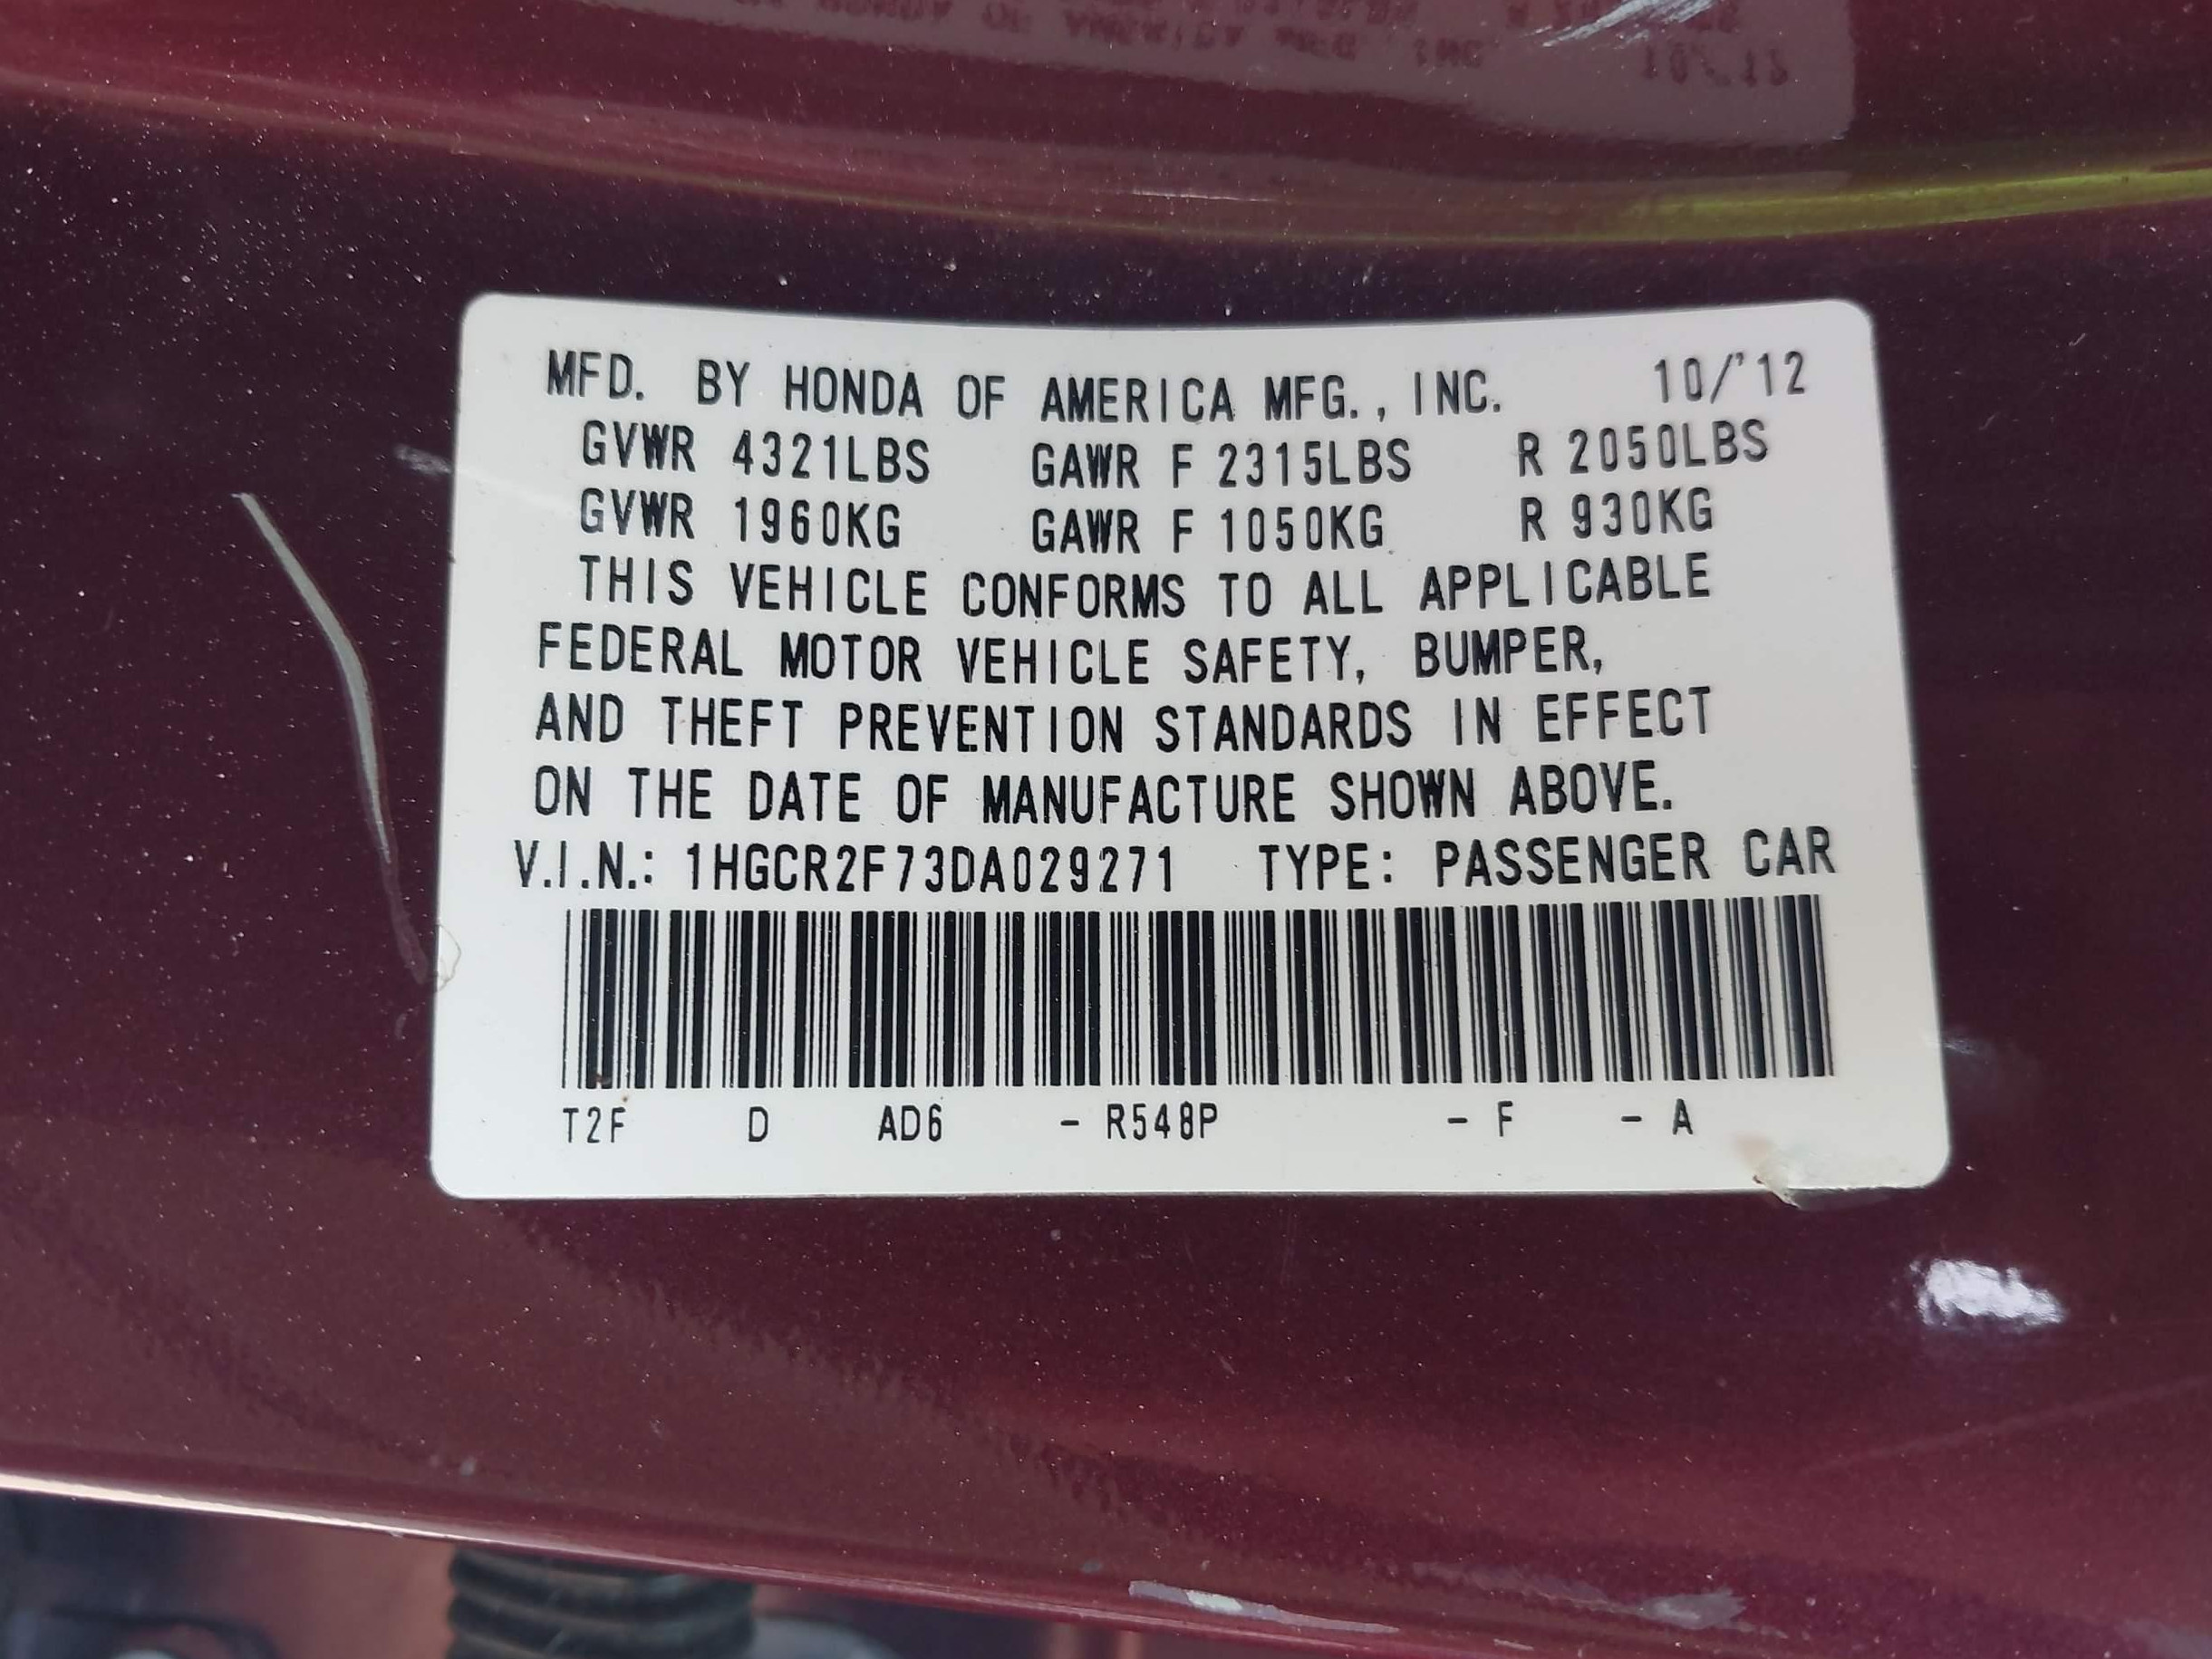 MFD. BY HONDA OF AMERICA MFG., INC. 10/'12
GVWR 4321LBS GAWR F 2315LBS R 2050LBS
GVWR 1960KG GAWR F 1050KG R 930KG
THIS VEHICLE CONFORMS TO ALL APPLICABLE
FEDERAL MOTOR VEHICLE SAFETY, BUMPER,
AND THEFT PREVENTION STANDARDS IN EFFECT
ON THE DATE OF MANUFACTURE SHOWN ABOVE.
V.I.N.: 1HGCR2F73DA029271 TYPE: PASSENGER CAR
T2F D AD6 - R548P - F - A